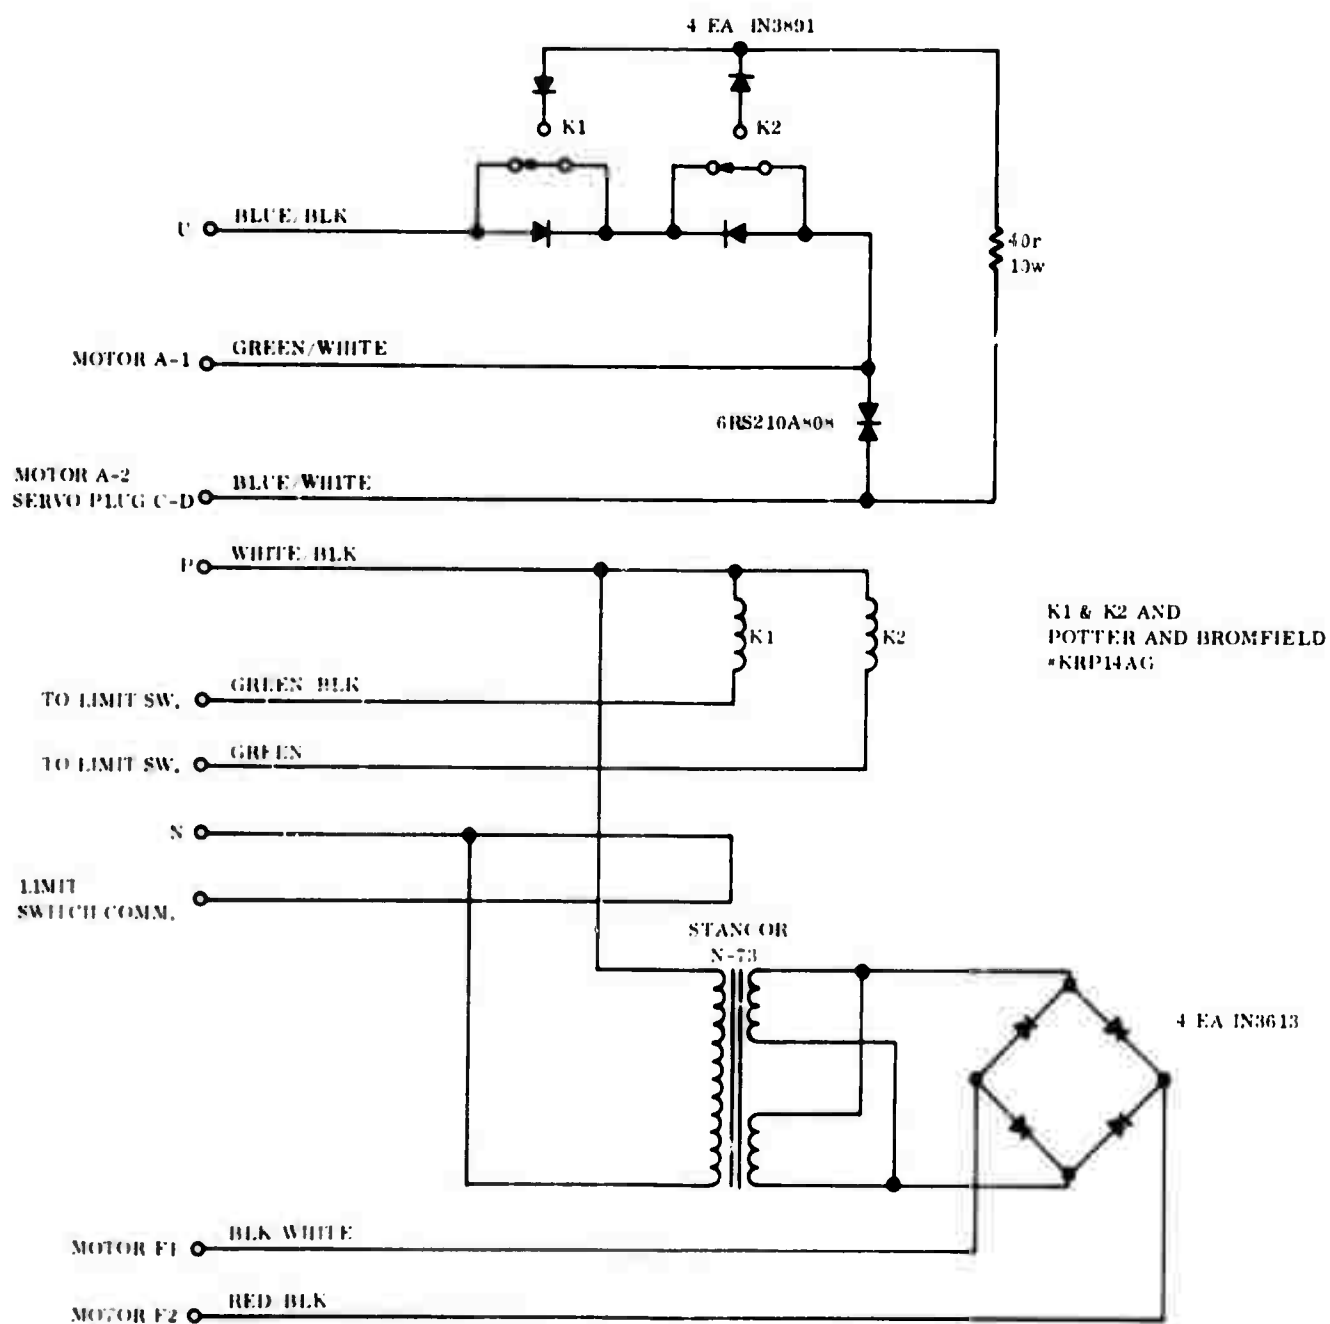 4 EA IN3891
K1
K2
U
BLUE/BLK
40r
10w
MOTOR A-1
GREEN/WHITE
6RS210A808
MOTOR A-2
SERVO PLUG C-D
BLUE/WHITE
P
WHITE/BLK
K1
K2
K1 & K2 AND
POTTER AND BROMFIELD
#KRP14AG
TO LIMIT SW.
GREEN BLK
TO LIMIT SW.
GREEN
N
LIMIT
SWITCH COMM.
STANCOR
N-73
4 EA IN3613
MOTOR F1
BLK WHITE
MOTOR F2
RED BLK